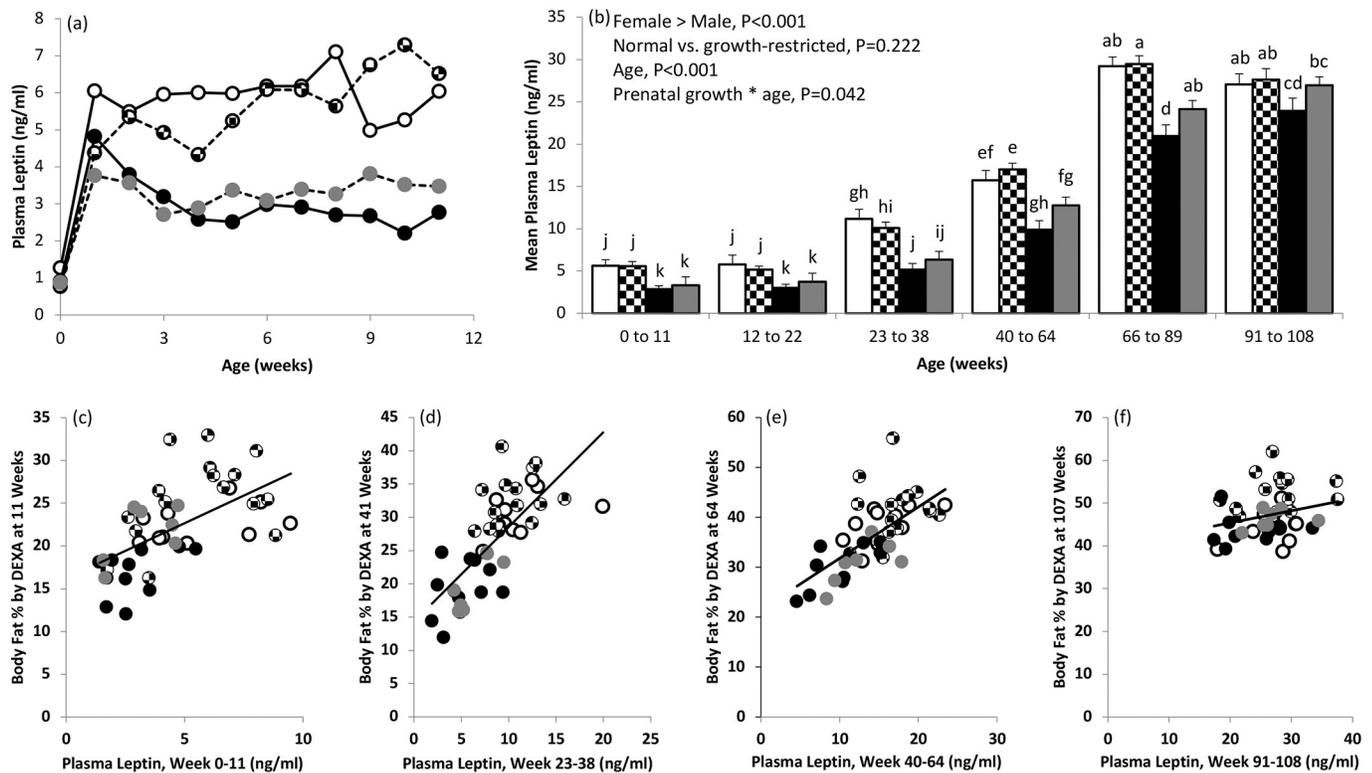 (a)
8
7
6
5
4
3
2
1
0
Plasma Leptin (ng/ml)
0 3 6 9 12
Age (weeks)
(b) Female > Male, P<0.001
Normal vs. growth-restricted, P=0.222
Age, P<0.001
Prenatal growth * age, P=0.042
35
30
25
20
15
10
5
0
Mean Plasma Leptin (ng/ml)
j j k k
j j k k
gh hi j ij
ef e gh fg
ab a d ab
ab ab cd bc
0 to 11 12 to 22 23 to 38 40 to 64 66 to 89 91 to 108
Age (weeks)
(c)
35
30
25
20
15
10
5
0
Body Fat % by DEXA at 11 Weeks
0 5 10
Plasma Leptin, Week 0-11 (ng/ml)
(d)
45
40
35
30
25
20
15
10
5
0
Body Fat % by DEXA at 41 Weeks
0 5 10 15 20 25
Plasma Leptin, Week 23-38 (ng/ml)
(e)
60
50
40
30
20
10
0
Body Fat % by DEXA at 64 Weeks
0 10 20 30
Plasma Leptin, Week 40-64 (ng/ml)
(f)
70
60
50
40
30
20
10
0
Body Fat % by DEXA at 107 Weeks
0 10 20 30 40
Plasma Leptin, Week 91-108 (ng/ml)